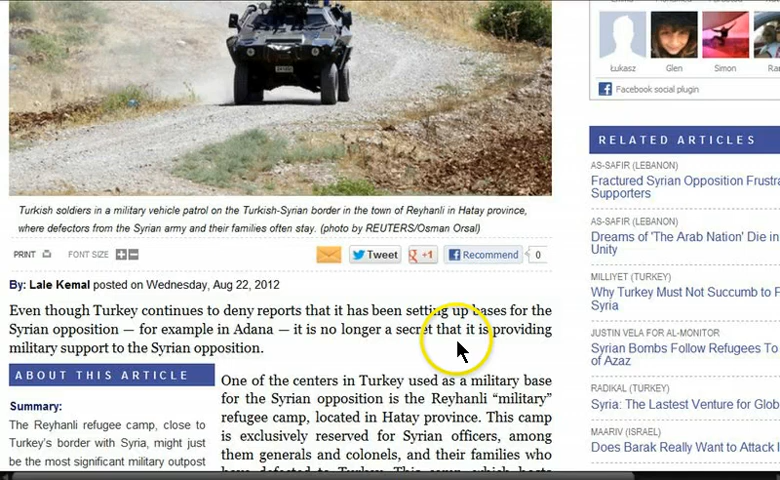 Łukasz Glen Simon
Facebook social plugin
Turkish soldiers in a military vehicle patrol on the Turkish-Syrian border in the town of Reyhanli in Hatay province,
where defectors from the Syrian army and their families often stay. (photo by REUTERS/Osman Orsal)
PRINT FONT SIZE Tweet +1 Recommend 0
By: Lale Kemal posted on Wednesday, Aug 22, 2012
Even though Turkey continues to deny reports that it has been setting up bases for the
Syrian opposition — for example in Adana — it is no longer a secret that it is providing
military support to the Syrian opposition.
ABOUT THIS ARTICLE
Summary:
The Reyhanli refugee camp, close to
Turkey's border with Syria, might just
be the most significant military outpost
One of the centers in Turkey used as a military base
for the Syrian opposition is the Reyhanli “military”
refugee camp, located in Hatay province. This camp
is exclusively reserved for Syrian officers, among
them generals and colonels, and their families who
have defected to Turkey. This camp, which hosts
RELATED ARTICLES
AS-SAFIR (LEBANON)
Fractured Syrian Opposition
Supporters
AS-SAFIR (LEBANON)
Dreams of 'The Arab Nation' Die in
Unity
MILLIYET (TURKEY)
Why Turkey Must Not Succumb to
Syria
JUSTIN VELA FOR AL-MONITOR
Syrian Bombs Follow Refugees To
of Azaz
RADIKAL (TURKEY)
Syria: The Lastest Venture for
MAARIV (ISRAEL)
Does Barak Really Want to Attack